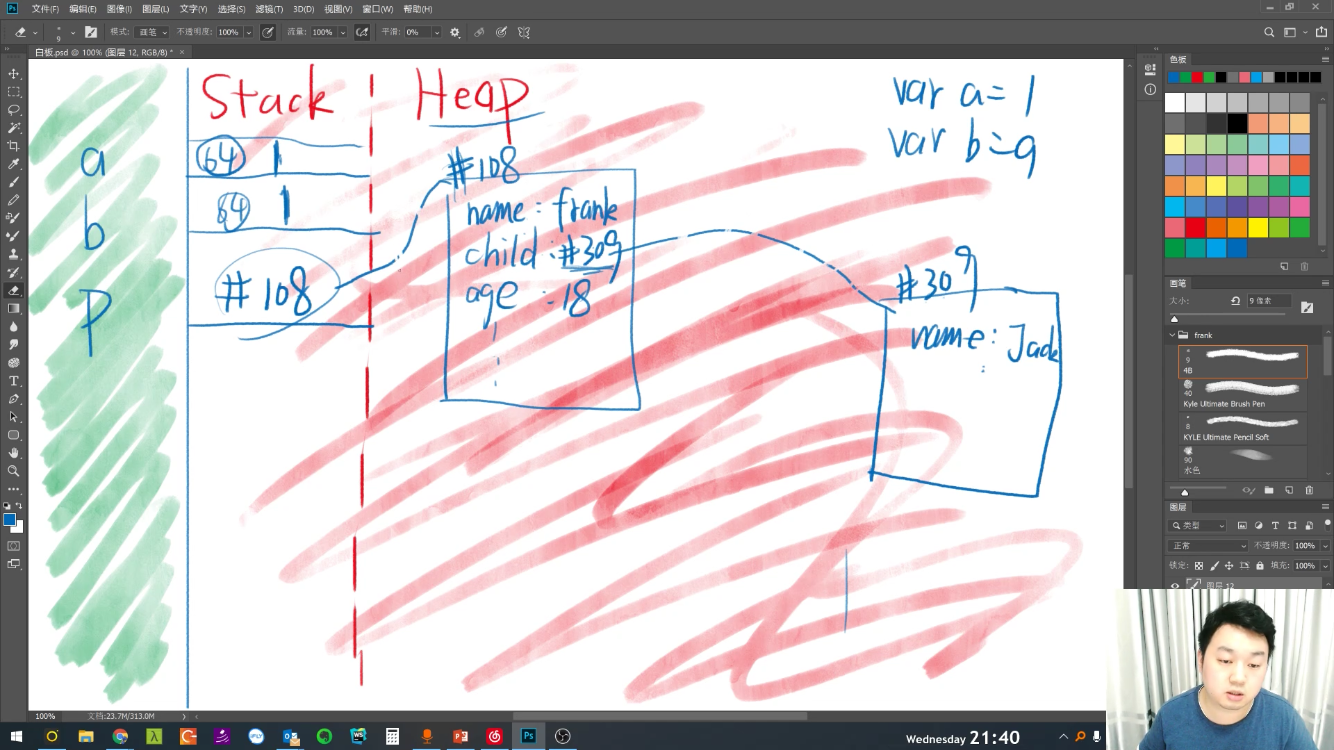 文件(F) 编辑(E) 图像(I) 图层(L) 文字(Y) 选择(S) 滤镜(T) 3D(D) 视图(V) 窗口(W) 帮助(H)
9 模式: 画笔 不透明度: 100% 流量: 100% 平滑: 0%
白板.psd @ 100% (图层 12, RGB/8) *
Stack Heap
var a = 1
var b = a
a 64 1
b 64 1
p #108
#108
name : frank
child : #309
age : 18
#309
name : Jack
色板
画笔
大小: 9 像素
frank
9
4B
40
Kyle Ultimate Brush Pen
8
KYLE Ultimate Pencil Soft
90
水色
图层
类型
正常 不透明度: 100%
锁定: 填充: 100%
图层 12
100% 文档:23.7M/313.0M
Wednesday 21:40